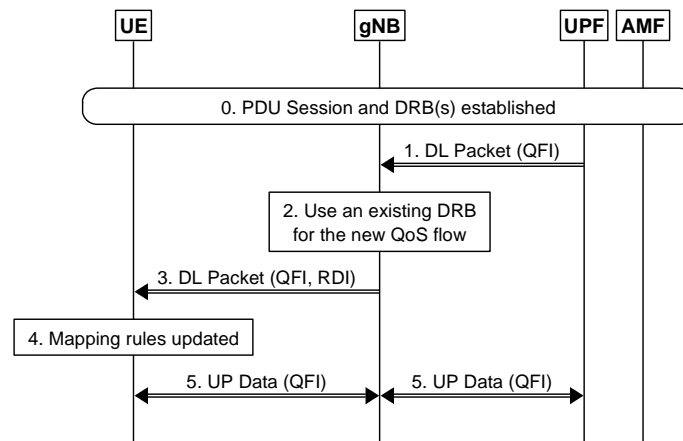 UE
gNB
UPF
AMF
0. PDU Session and DRB(s) established
1. DL Packet (QFI)
2. Use an existing DRB
for the new QoS flow
3. DL Packet (QFI, RDI)
4. Mapping rules updated
5. UP Data (QFI)
5. UP Data (QFI)